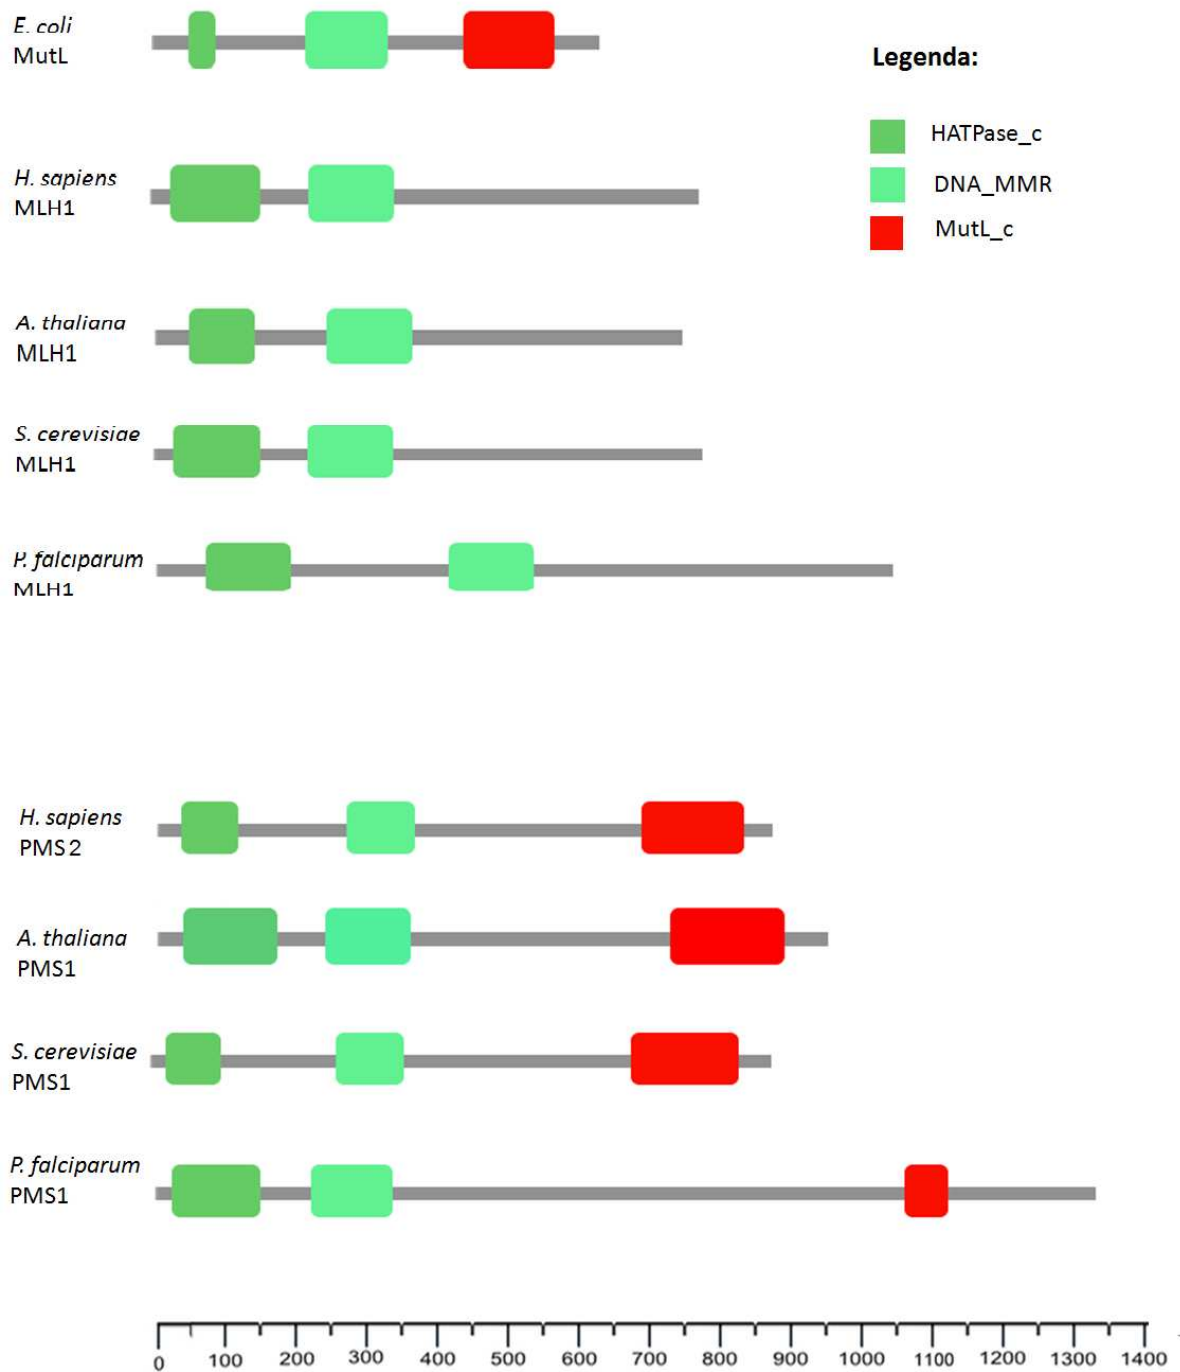 E. coli
MutL
Legenda:
HATPase_c
DNA_MMR
MutL_c
H. sapiens
MLH1
A. thaliana
MLH1
S. cerevisiae
MLH1
P. falciparum
MLH1
H. sapiens
PMS2
A. thaliana
PMS1
S. cerevisiae
PMS1
P. falciparum
PMS1
0 100 200 300 400 500 600 700 800 900 1000 1100 1200 1300 1400